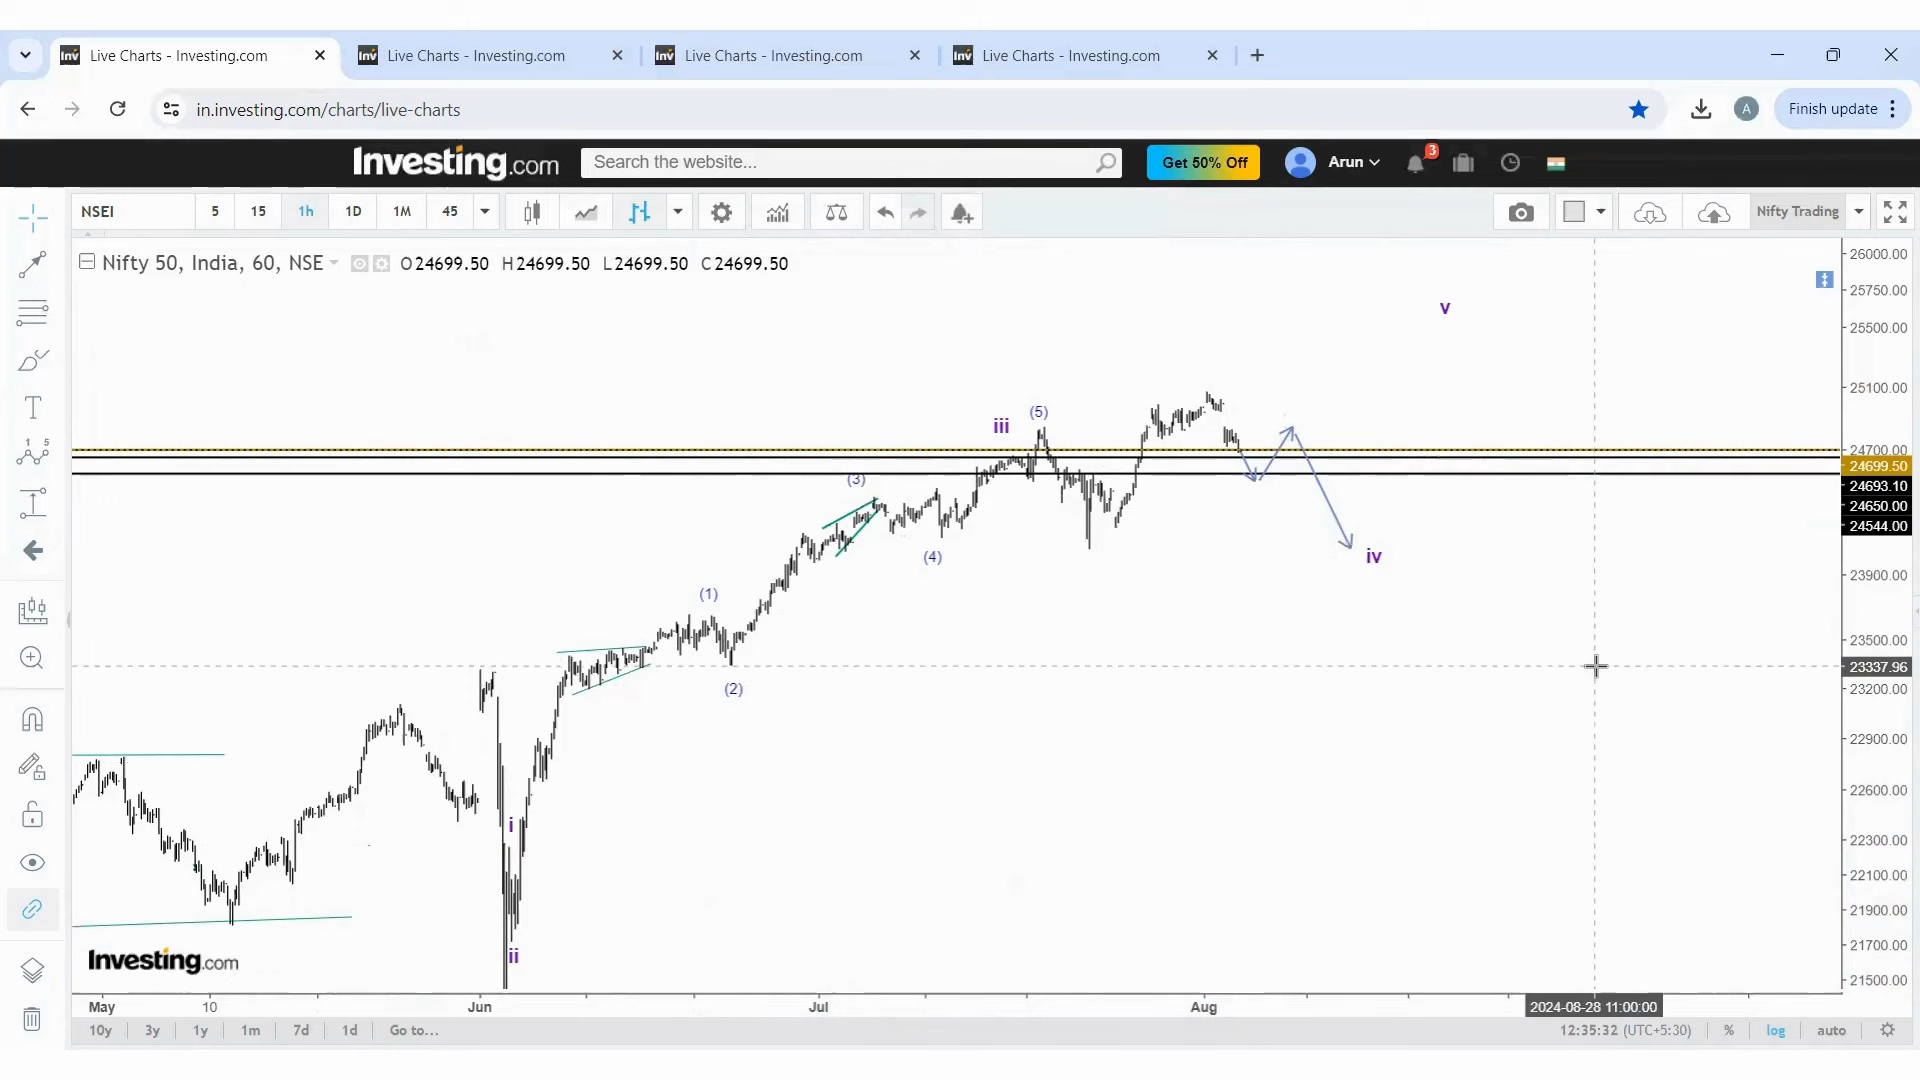 Live Charts - Investing.com
Live Charts - Investing.com
Live Charts - Investing.com
Live Charts - Investing.com
in.investing.com/charts/live-charts
A
Finish update
Investing.com
Search the website...
Get 50% Off
Arun
3
NSEI
5
15
1h
1D
1M
45
Nifty Trading
Nifty 50, India, 60, NSE
O24699.50 H24699.50 L24699.50 C24699.50
26000.00
25750.00
v
25500.00
25100.00
(5)
iii
24700.00
24699.50
(3)
24693.10
24650.00
24544.00
(4)
iv
23900.00
(1)
23500.00
23337.96
(2)
23200.00
22900.00
22600.00
i
22300.00
22100.00
21900.00
21700.00
ii
Investing.com
21500.00
May
10
Jun
Jul
Aug
2024-08-28 11:00:00
10y
3y
1y
1m
7d
1d
Go to...
12:35:32 (UTC+5:30)
%
log
auto